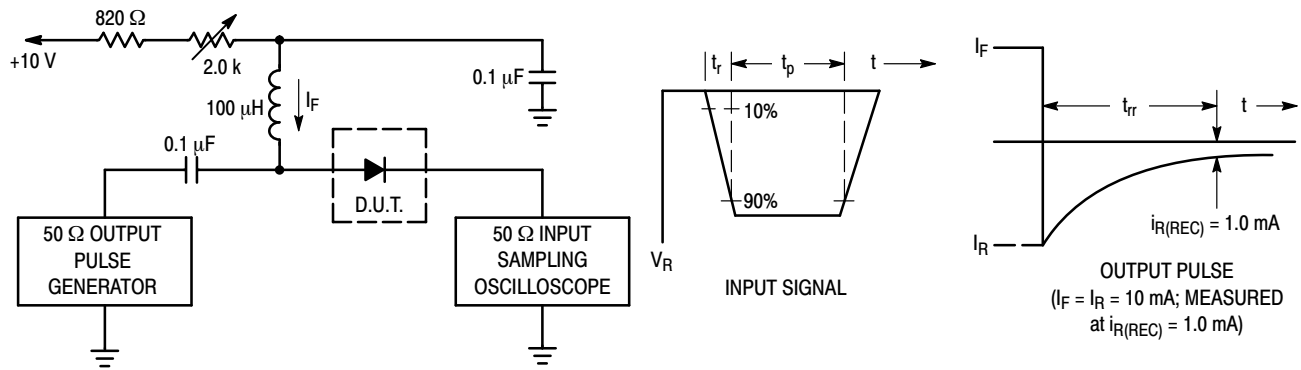 820 Ω
+10 V
2.0 k
100 μH
I_F
0.1 μF
0.1 μF
D.U.T.
50 Ω OUTPUT
PULSE
GENERATOR
50 Ω INPUT
SAMPLING
OSCILLOSCOPE
t_r
t_p
t
10%
90%
V_R
INPUT SIGNAL
I_F
t_rr
t
I_R
i_R(REC) = 1.0 mA
OUTPUT PULSE
(I_F = I_R = 10 mA; MEASURED
at i_R(REC) = 1.0 mA)